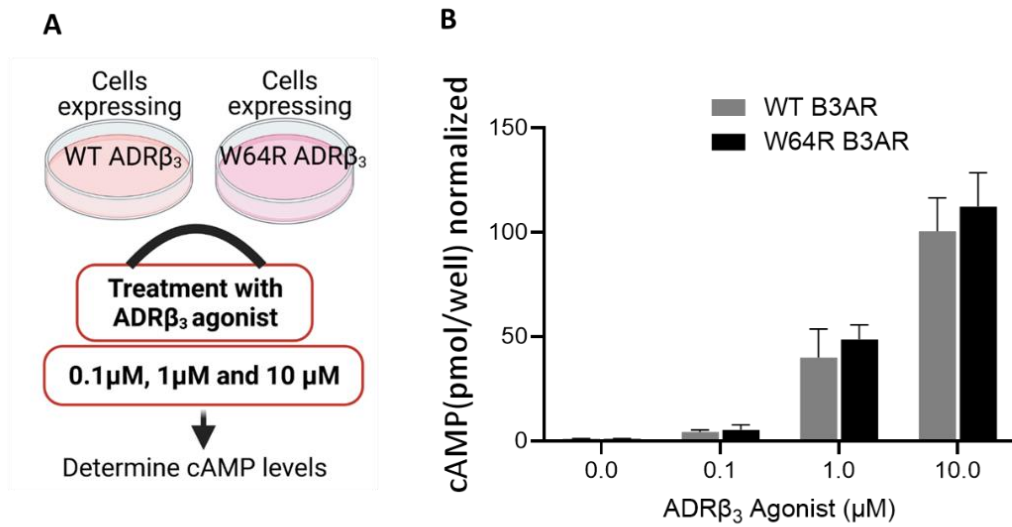 A
Cells
expressing
WT ADRβ₃
Cells
expressing
W64R ADRβ₃
Treatment with
ADRβ₃ agonist
0.1µM, 1µM and 10 µM
Determine cAMP levels
B
cAMP(pmol/well) normalized
WT B3AR
W64R B3AR
150
100
50
0
0.0 0.1 1.0 10.0
ADRβ₃ Agonist (µM)